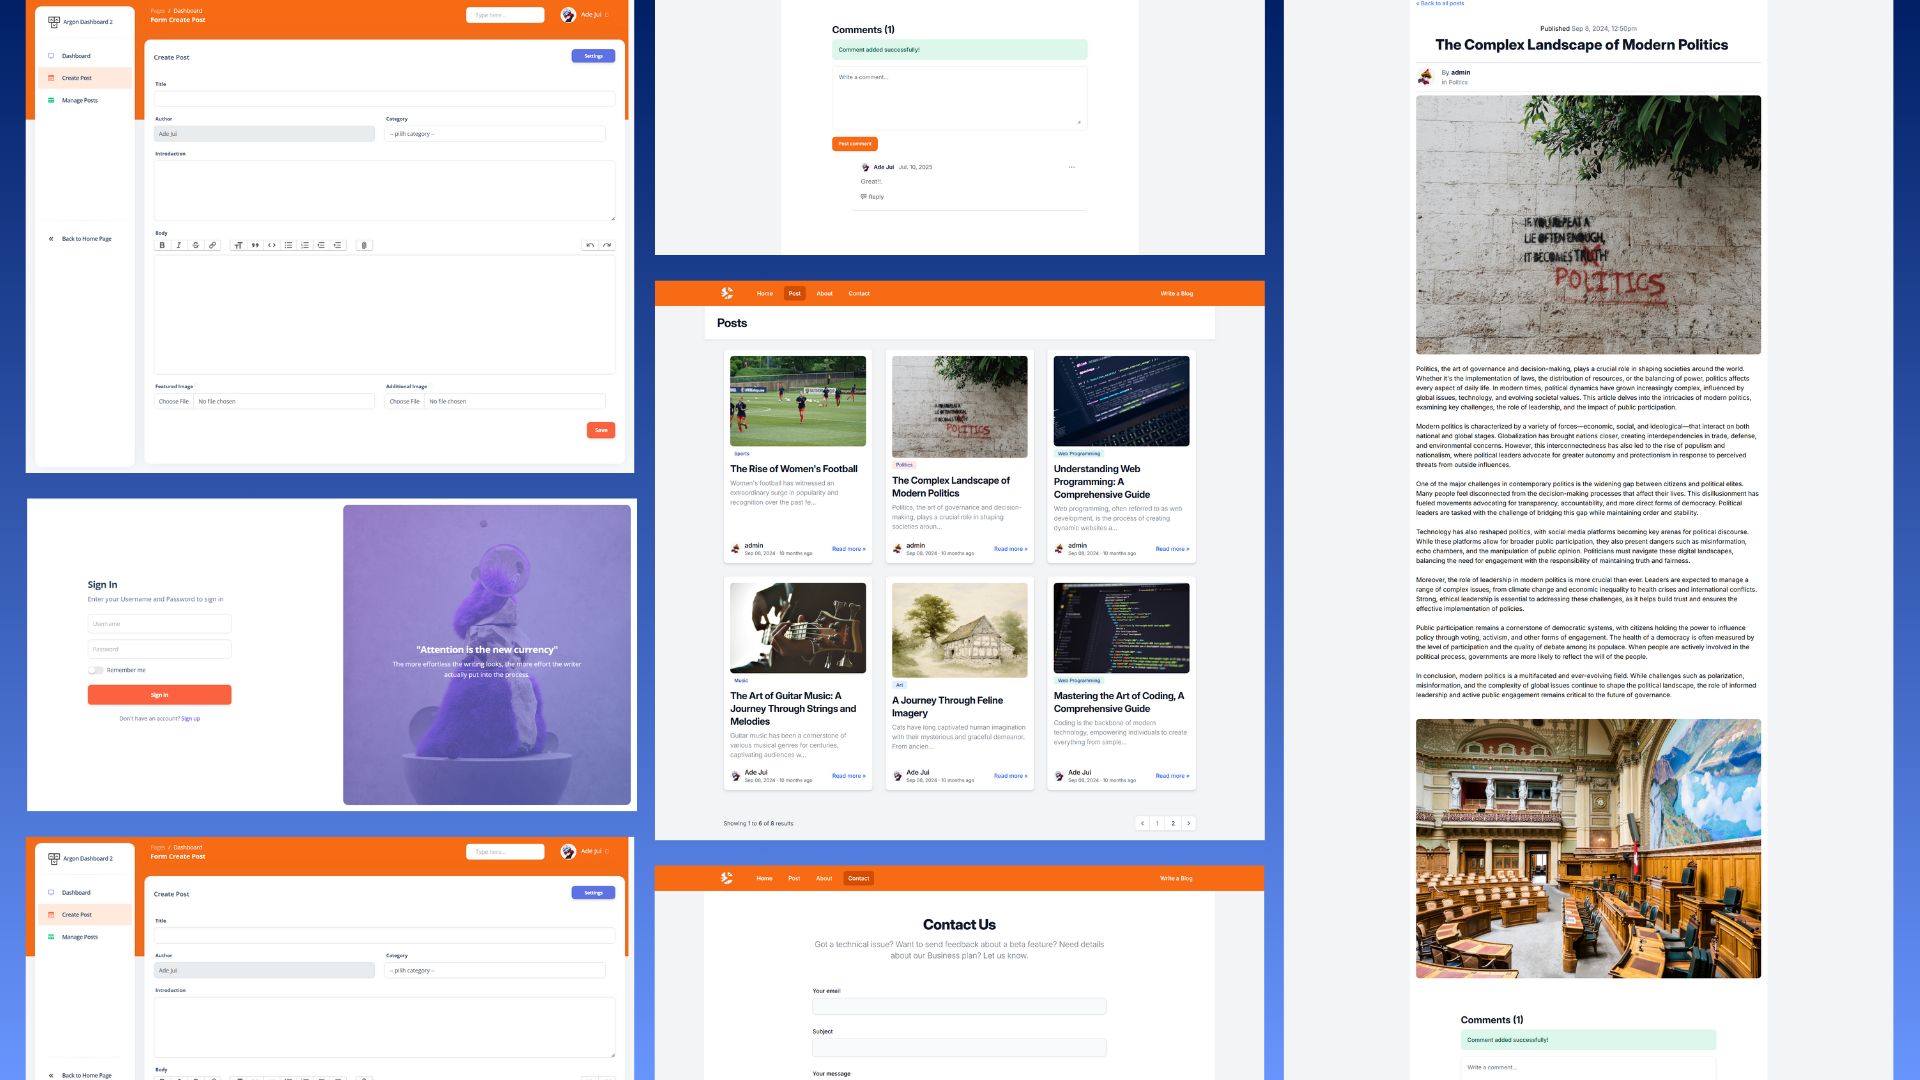 Argon Dashboard 2
Dashboard
Create Post
Manage Posts
Back to Home Page
Pages / Dashboard
Form Create Post
Type here...
Ade Jui
Create Post
Settings
Title
Author
Category
Ade Jui
-- pilih category --
Introduction
Body
Featured Image
Additional Image
Choose File No file chosen
Choose File No file chosen
Save
Sign In
Enter your Username and Password to sign in
Username
Password
Remember me
Sign in
Don't have an account? Sign up
"Attention is the new currency"
The more effortless the writing looks, the more effort the writer
actually put into the process.
Argon Dashboard 2
Dashboard
Create Post
Manage Posts
Back to Home Page
Pages / Dashboard
Form Create Post
Type here...
Ade Jui
Create Post
Settings
Title
Author
Category
Ade Jui
-- pilih category --
Introduction
Body
Comments (1)
Comment added successfully!
Write a comment...
Post comment
Ade Jui Jul. 10, 2025
Great!!.
Reply
Home Post About Contact
Write a Blog
Posts
Sports
The Rise of Women's Football
Women's football has witnessed an
extraordinary surge in popularity and
recognition over the past fe...
admin
Sep 08, 2024 · 10 months ago
Read more »
IF YOU REPEAT A
LIE OFTEN ENOUGH,
IT BECOMES TRUTH
POLITICS
Politics
The Complex Landscape of
Modern Politics
Politics, the art of governance and decision-
making, plays a crucial role in shaping
societies aroun...
admin
Sep 08, 2024 · 10 months ago
Read more »
Web Programming
Understanding Web
Programming: A
Comprehensive Guide
Web programming, often referred to as web
development, is the process of creating
dynamic websites a...
admin
Sep 08, 2024 · 10 months ago
Read more »
Music
The Art of Guitar Music: A
Journey Through Strings and
Melodies
Guitar music has been a cornerstone of
various musical genres for centuries,
captivating audiences w...
Ade Jui
Sep 08, 2024 · 10 months ago
Read more »
Art
A Journey Through Feline
Imagery
Cats have long captivated human imagination
with their mysterious and graceful demeanor.
From ancien...
Ade Jui
Sep 08, 2024 · 10 months ago
Read more »
Web Programming
Mastering the Art of Coding, A
Comprehensive Guide
Coding is the backbone of modern
technology, empowering individuals to create
everything from simple...
Ade Jui
Sep 08, 2024 · 10 months ago
Read more »
Showing 1 to 6 of 8 results
1 2
Home Post About Contact
Write a Blog
Contact Us
Got a technical issue? Want to send feedback about a beta feature? Need details
about our Business plan? Let us know.
Your email
Subject
Your message
« Back to all posts
Published Sep 8, 2024, 12:50pm
The Complex Landscape of Modern Politics
By admin
in Politics
IF YOU REPEAT A
LIE OFTEN ENOUGH,
IT BECOMES TRUTH
POLITICS
Politics, the art of governance and decision-making, plays a crucial role in shaping societies around the world.
Whether it's the implementation of laws, the distribution of resources, or the balancing of power, politics affects
every aspect of daily life. In modern times, political dynamics have grown increasingly complex, influenced by
global issues, technology, and evolving societal values. This article delves into the intricacies of modern politics,
examining key challenges, the role of leadership, and the impact of public participation.
Modern politics is characterized by a variety of forces—economic, social, and ideological—that interact on both
national and global stages. Globalization has brought nations closer, creating interdependencies in trade, defense,
and environmental concerns. However, this interconnectedness has also led to the rise of populism and
nationalism, where political leaders advocate for greater autonomy and protectionism in response to perceived
threats from outside influences.
One of the major challenges in contemporary politics is the widening gap between citizens and political elites.
Many people feel disconnected from the decision-making processes that affect their lives. This disillusionment has
fueled movements advocating for transparency, accountability, and more direct forms of democracy. Political
leaders are tasked with the challenge of bridging this gap while maintaining order and stability.
Technology has also reshaped politics, with social media platforms becoming key arenas for political discourse.
While these platforms allow for broader public participation, they also present dangers such as misinformation,
echo chambers, and the manipulation of public opinion. Politicians must navigate these digital landscapes,
balancing the need for engagement with the responsibility of maintaining truth and fairness.
Moreover, the role of leadership in modern politics is more crucial than ever. Leaders are expected to manage a
range of complex issues, from climate change and economic inequality to health crises and international conflicts.
Strong, ethical leadership is essential to addressing these challenges, as it helps build trust and ensures the
effective implementation of policies.
Public participation remains a cornerstone of democratic systems, with citizens holding the power to influence
policy through voting, activism, and other forms of engagement. The health of a democracy is often measured by
the level of participation and the quality of debate among its populace. When people are actively involved in the
political process, governments are more likely to reflect the will of the people.
In conclusion, modern politics is a multifaceted and ever-evolving field. While challenges such as polarization,
misinformation, and the complexity of global issues continue to shape the political landscape, the role of informed
leadership and active public engagement remains critical to the future of governance.
Comments (1)
Comment added successfully!
Write a comment...